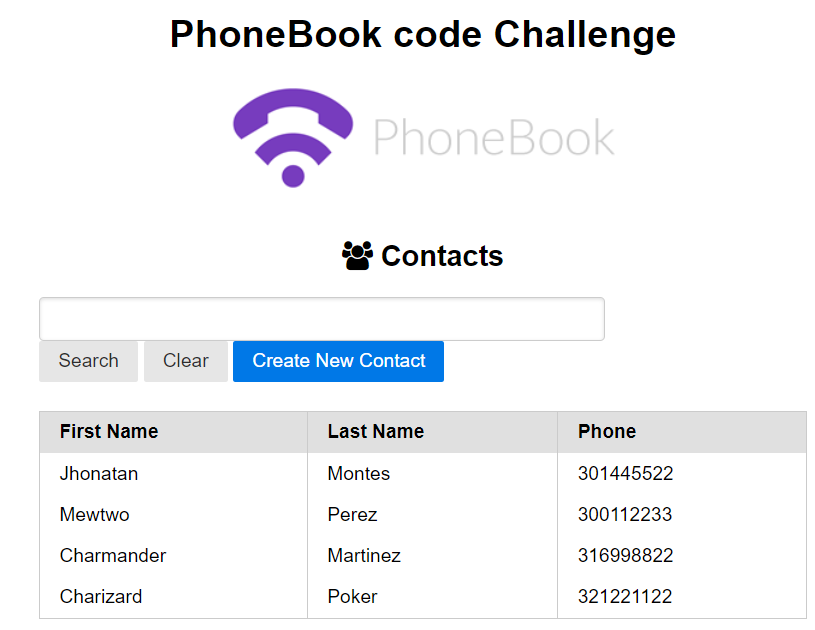 PhoneBook code Challenge
PhoneBook
Contacts
Search Clear Create New Contact
First Name Last Name Phone
Jhonatan Montes 301445522
Mewtwo Perez 300112233
Charmander Martinez 316998822
Charizard Poker 321221122